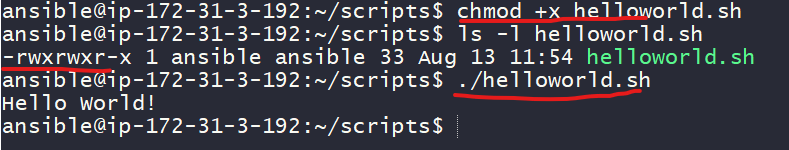 ansible@ip-172-31-3-192:~/scripts$ chmod +x helloworld.sh
ansible@ip-172-31-3-192:~/scripts$ ls -l helloworld.sh
-rwxrwxr-x 1 ansible ansible 33 Aug 13 11:54 helloworld.sh
ansible@ip-172-31-3-192:~/scripts$ ./helloworld.sh
Hello World!
ansible@ip-172-31-3-192:~/scripts$